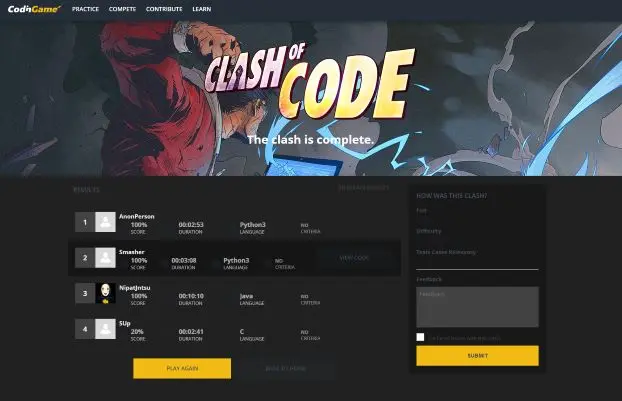 CodinGame
PRACTICE COMPETE CONTRIBUTE LEARN
CLASH OF
CODE
The clash is complete.
RESULTS
HOW WAS THIS CLASH?
Fun
1 AnonPerson
100% 00:02:53 Python3 NO
SCORE DURATION LANGUAGE CRITERIA
Difficulty
2 Smasher
100% 00:03:08 Python3 NO VIEW CODE
SCORE DURATION LANGUAGE CRITERIA
Tests Cases Relevancy
3 NipatJntsu
100% 00:10:10 Java NO
SCORE DURATION LANGUAGE CRITERIA
Feedback
Feedback
4 SUp
20% 00:02:41 C NO
SCORE DURATION LANGUAGE CRITERIA
PLAY AGAIN
SUBMIT